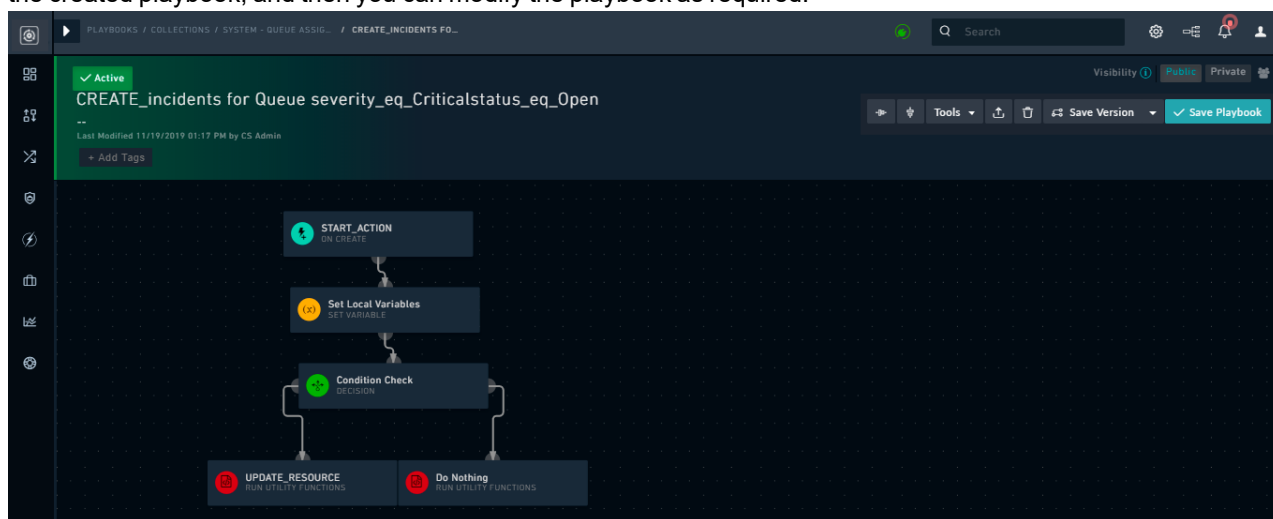 the created playbook, and then you can modify the playbook as required.
PLAYBOOKS / COLLECTIONS / SYSTEM - QUEUE ASSIG... / CREATE_INCIDENTS FO...
Search
Active
Visibility Public Private
CREATE_incidents for Queue severity_eq_Criticalstatus_eq_Open
--
Tools Save Version Save Playbook
Last Modified 11/19/2019 01:17 PM by CS Admin
+ Add Tags
START_ACTION
ON CREATE
(x) Set Local Variables
SET VARIABLE
Condition Check
DECISION
UPDATE_RESOURCE
RUN UTILITY FUNCTIONS
Do Nothing
RUN UTILITY FUNCTIONS